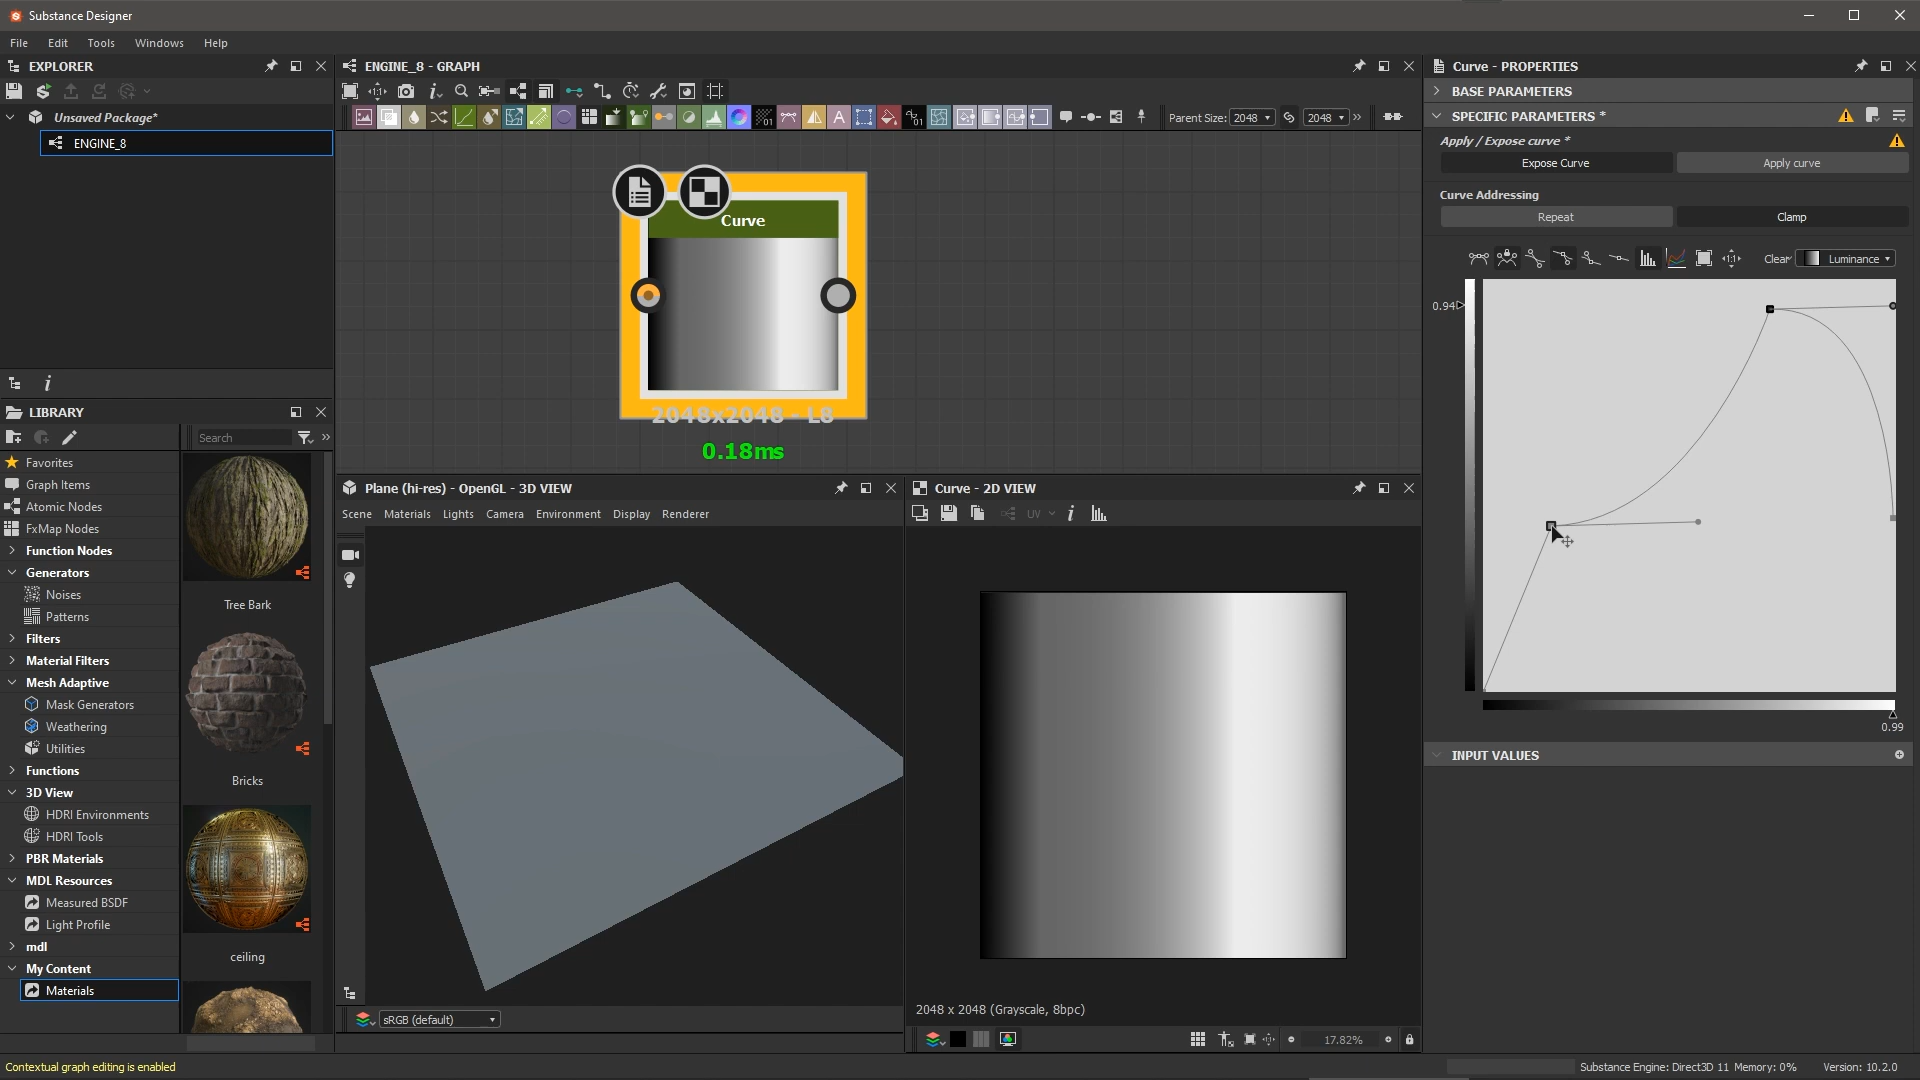 Substance Designer
File Edit Tools Windows Help
EXPLORER
Unsaved Package*
ENGINE_8
LIBRARY
Search
Favorites
Graph Items
Atomic Nodes
FxMap Nodes
Function Nodes
Generators
Noises
Patterns
Filters
Material Filters
Mesh Adaptive
Mask Generators
Weathering
Utilities
Functions
3D View
HDRI Environments
HDRI Tools
PBR Materials
MDL Resources
Measured BSDF
Light Profile
mdl
My Content
Materials
Tree Bark
Bricks
ceiling
ENGINE_8 - GRAPH
Parent Size: 2048 2048
Curve
2048x2048 - L8
0.18ms
Plane (hi-res) - OpenGL - 3D VIEW
Scene Materials Lights Camera Environment Display Renderer
sRGB (default)
Curve - 2D VIEW
UV
2048 x 2048 (Grayscale, 8bpc)
17.82%
Curve - PROPERTIES
BASE PARAMETERS
SPECIFIC PARAMETERS *
Apply / Expose curve *
Expose Curve Apply curve
Curve Addressing
Repeat Clamp
Clear Luminance
0.94
0.99
INPUT VALUES
Contextual graph editing is enabled
Substance Engine: Direct3D 11 Memory: 0% Version: 10.2.0